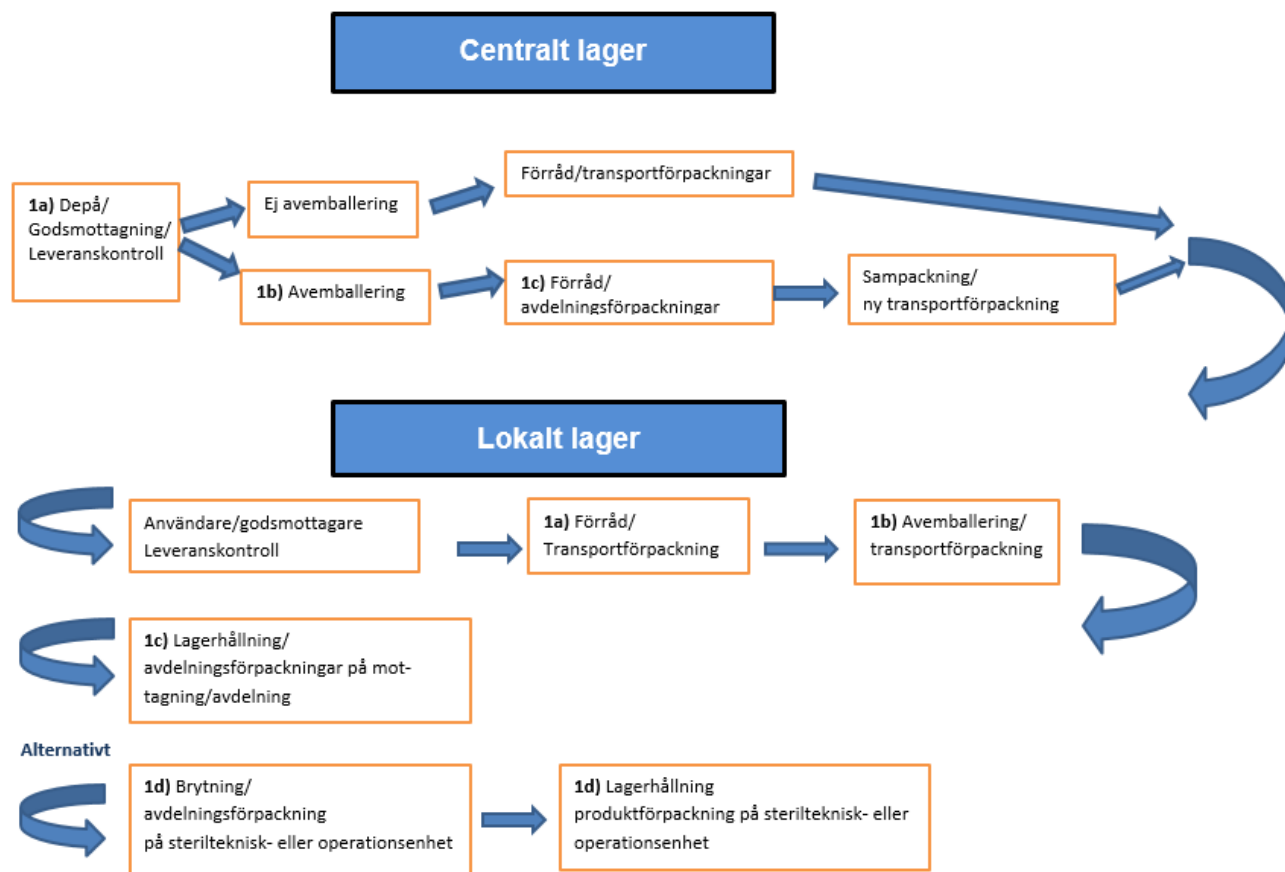 Centralt lager
Förråd/transportförpackningar
Ej avemballering
1a) Depå/
Godsmottagning/
Leveranskontroll
1b) Avemballering
1c) Förråd/
avdelningsförpackningar
Sampackning/
ny transportförpackning
Lokalt lager
Användare/godsmottagare
Leveranskontroll
1a) Förråd/
Transportförpackning
1b) Avemballering/
transportförpackning
1c) Lagerhållning/
avdelningsförpackningar på mot-
tagning/avdelning
Alternativt
1d) Brytning/
avdelningsförpackning
på sterilteknisk- eller operationsenhet
1d) Lagerhållning
produktförpackning på sterilteknisk- eller
operationsenhet